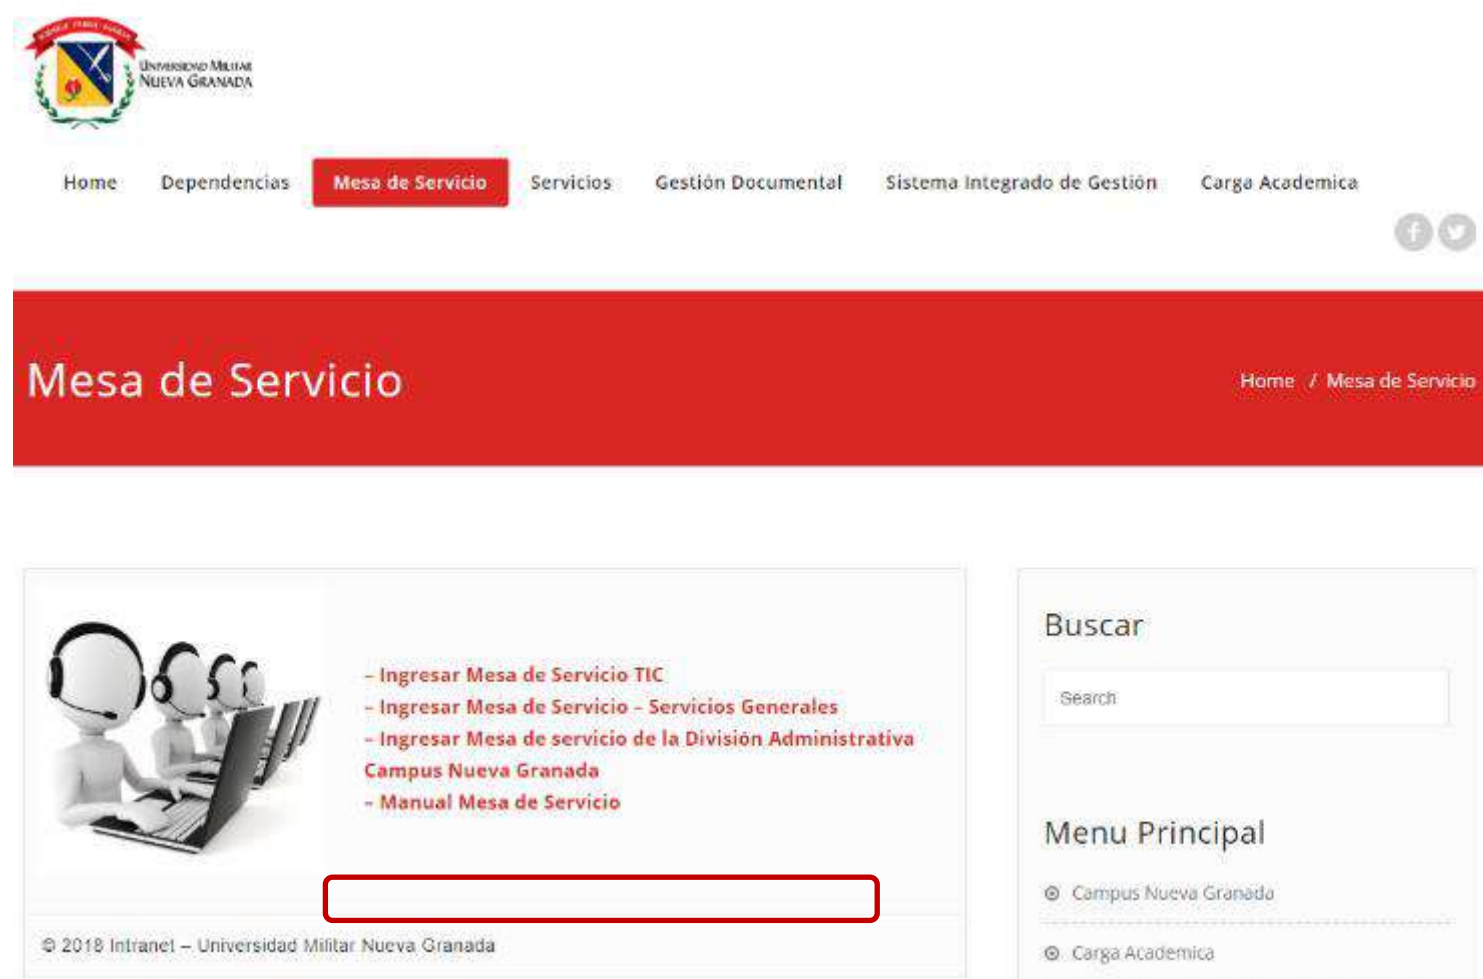 UNIVERSIDAD MILITAR
NUEVA GRANADA
Home Dependencias Mesa de Servicio Servicios Gestión Documental Sistema Integrado de Gestión Carga Academica
Mesa de Servicio
Home / Mesa de Servicio
– Ingresar Mesa de Servicio TIC
– Ingresar Mesa de Servicio – Servicios Generales
– Ingresar Mesa de servicio de la División Administrativa
Campus Nueva Granada
– Manual Mesa de Servicio
© 2018 Intranet – Universidad Militar Nueva Granada
Buscar
Search
Menu Principal
Campus Nueva Granada
Carga Academica